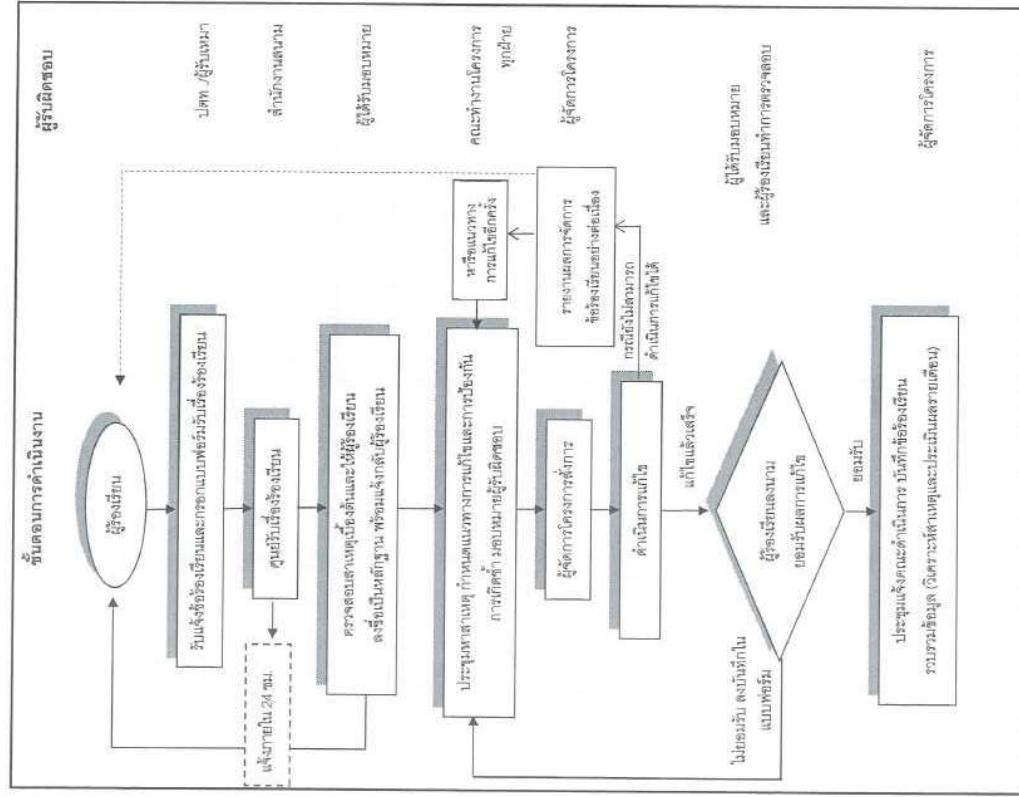 ขั้นตอนการดำเนินงาน
ผู้รับผิดชอบ
ผู้ร้องเรียน
รับแจ้งข้อร้องเรียนและกรอกแบบฟอร์มรับเรื่องร้องเรียน
ปตท./ผู้รับเหมา
ศูนย์รับเรื่องร้องเรียน
สำนักงานสนาม
แจ้งภายใน 24 ชม.
ตรวจสอบสาเหตุเบื้องต้นและให้ผู้ร้องเรียน
ลงชื่อเป็นหลักฐาน พร้อมแจ้งกลับผู้ร้องเรียน
ผู้ได้รับมอบหมาย
ประชุมหาสาเหตุ กำหนดแนวทางการแก้ไขและการป้องกัน
การเกิดซ้ำ มอบหมายผู้รับผิดชอบ
หารือแนวทาง
การแก้ไขอีกครั้ง
คณะทำงานโครงการ
ทุกฝ่าย
ผู้จัดการโครงการสั่งการ
รายงานผลการจัดการ
ข้อร้องเรียนอย่างต่อเนื่อง
ผู้จัดการโครงการ
ดำเนินการแก้ไข
กรณียังไม่สามารถ
ดำเนินการแก้ไขได้
แก้ไขแล้วเสร็จ
ผู้ร้องเรียนลงนาม
ยอมรับผลการแก้ไข
ผู้ได้รับมอบหมาย
และผู้ร้องเรียนทำการตรวจสอบ
ไม่ยอมรับ ลงบันทึกใน
แบบฟอร์ม
ยอมรับ
ประชุมแจ้งคณะดำเนินการ บันทึกข้อร้องเรียน
รวบรวมข้อมูล (วิเคราะห์สาเหตุและประเมินผลรายเดือน)
ผู้จัดการโครงการ